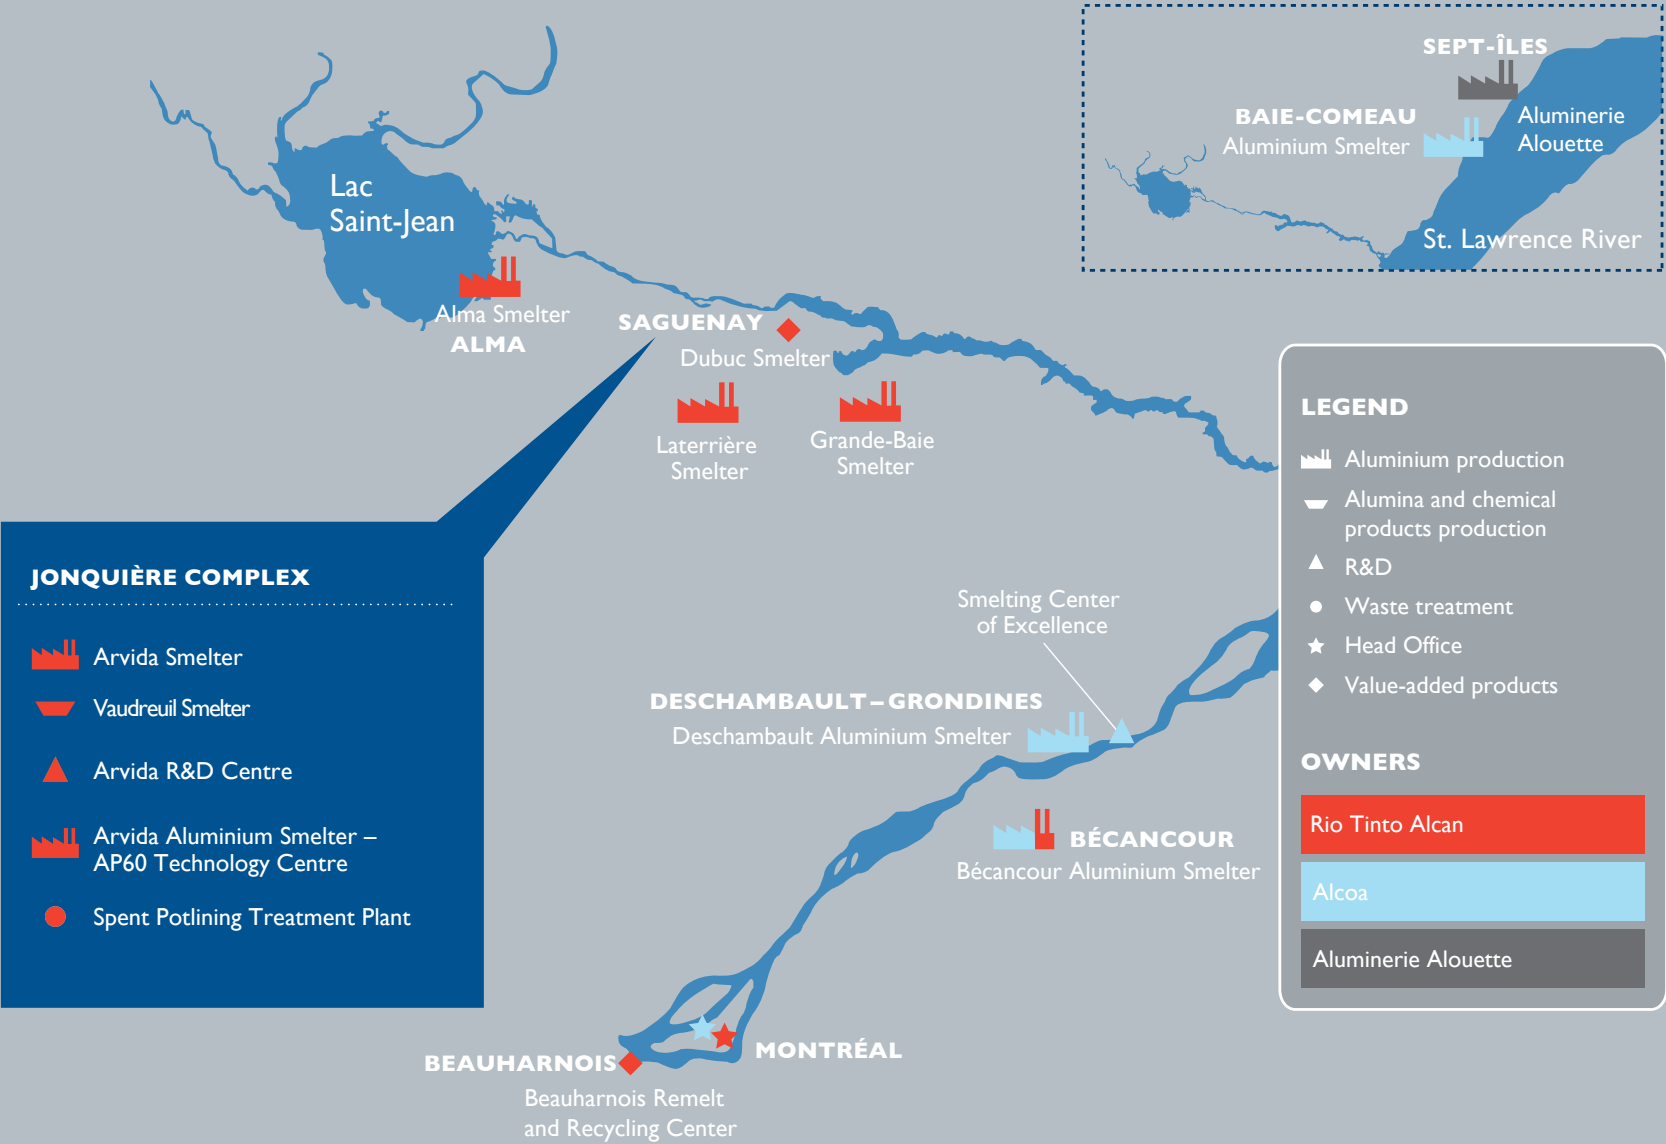 SEPT-ÎLES
BAIE-COMEAU
Aluminium Smelter
Aluminerie
Alouette
St. Lawrence River
Lac
Saint-Jean
Alma Smelter
ALMA
SAGUENAY
Dubuc Smelter
Laterrière
Smelter
Grande-Baie
Smelter
JONQUIÈRE COMPLEX
Arvida Smelter
Vaudreuil Smelter
Arvida R&D Centre
Arvida Aluminium Smelter –
AP60 Technology Centre
Spent Potlining Treatment Plant
Smelting Center
of Excellence
DESCHAMBAULT – GRONDINES
Deschambault Aluminium Smelter
BÉCANCOUR
Bécancour Aluminium Smelter
MONTRÉAL
BEAUHARNOIS
Beauharnois Remelt
and Recycling Center
LEGEND
Aluminium production
Alumina and chemical
products production
R&D
Waste treatment
Head Office
Value-added products
OWNERS
Rio Tinto Alcan
Alcoa
Aluminerie Alouette